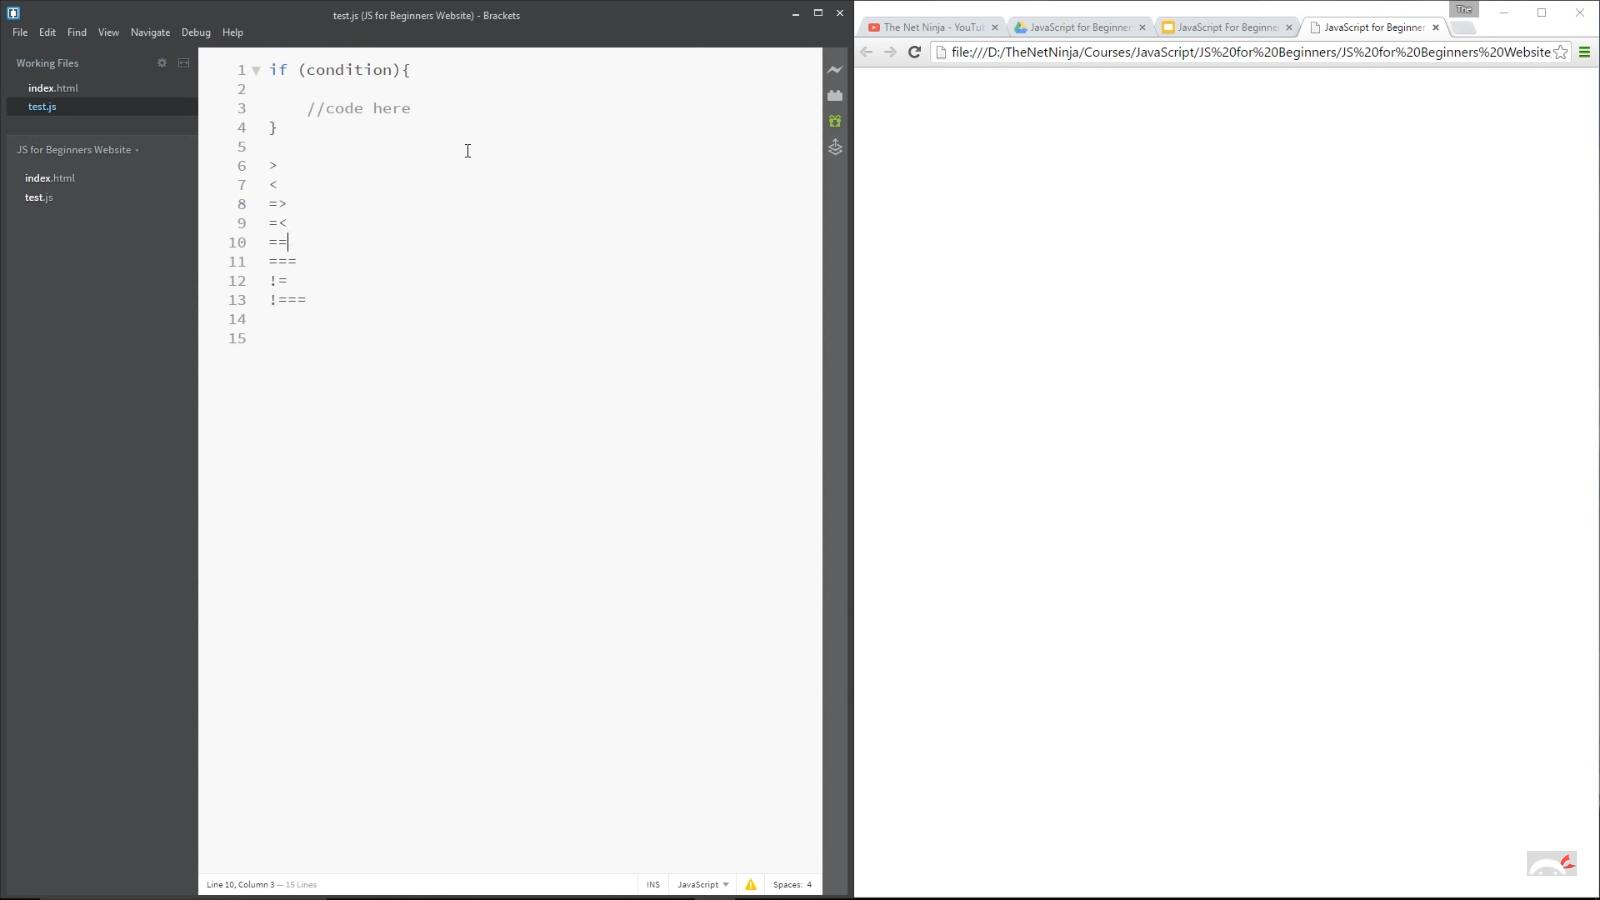 test.js (JS for Beginners Website) - Brackets
File Edit Find View Navigate Debug Help
Working Files
index.html
test.js
JS for Beginners Website
index.html
test.js
1 if (condition){
2
3 //code here
4 }
5
6 >
7 <
8 =>
9 =<
10 ==
11 ===
12 !=
13 !===
14
15
Line 10, Column 3 — 15 Lines
INS JavaScript Spaces: 4
The
The Net Ninja - YouTu JavaScript for Beginner JavaScript For Beginne JavaScript for Beginner
file:///D:/TheNetNinja/Courses/JavaScript/JS%20for%20Beginners/JS%20for%20Beginners%20Website